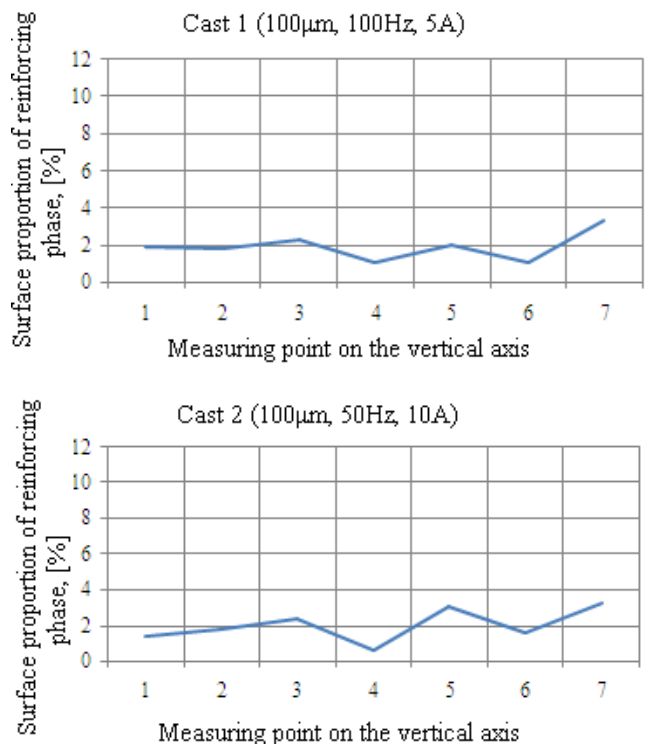 Cast 1 (100μm, 100Hz, 5A)
Surface proportion of reinforcing
phase, [%]
12
10
8
6
4
2
0
1 2 3 4 5 6 7
Measuring point on the vertical axis
Cast 2 (100μm, 50Hz, 10A)
Surface proportion of reinforcing
phase, [%]
12
10
8
6
4
2
0
1 2 3 4 5 6 7
Measuring point on the vertical axis